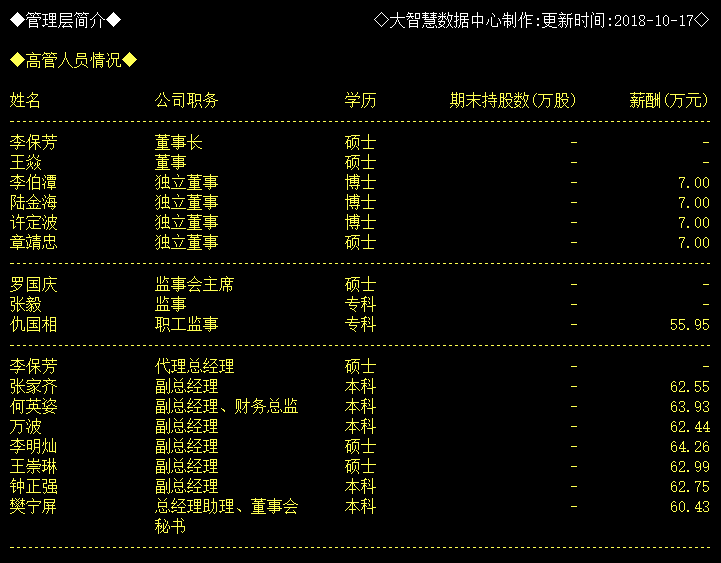 ◆管理层简介◆ ◇大智慧数据中心制作:更新时间:2018-10-17◇
◆高管人员情况◆
姓名 公司职务 学历 期末持股数(万股) 薪酬(万元)
李保芳 董事长 硕士 - -
王焱 董事 硕士 - -
李伯潭 独立董事 博士 - 7.00
陆金海 独立董事 博士 - 7.00
许定波 独立董事 博士 - 7.00
章靖忠 独立董事 硕士 - 7.00
罗国庆 监事会主席 硕士 - -
张毅 监事 专科 - -
仇国相 职工监事 专科 - 55.95
李保芳 代理总经理 硕士 - -
张家齐 副总经理 本科 - 62.55
何英姿 副总经理、财务总监 本科 - 63.93
万波 副总经理 本科 - 62.44
李明灿 副总经理 硕士 - 64.26
王崇琳 副总经理 硕士 - 62.99
钟正强 副总经理 本科 - 62.75
樊宁屏 总经理助理、董事会 本科 - 60.43
秘书